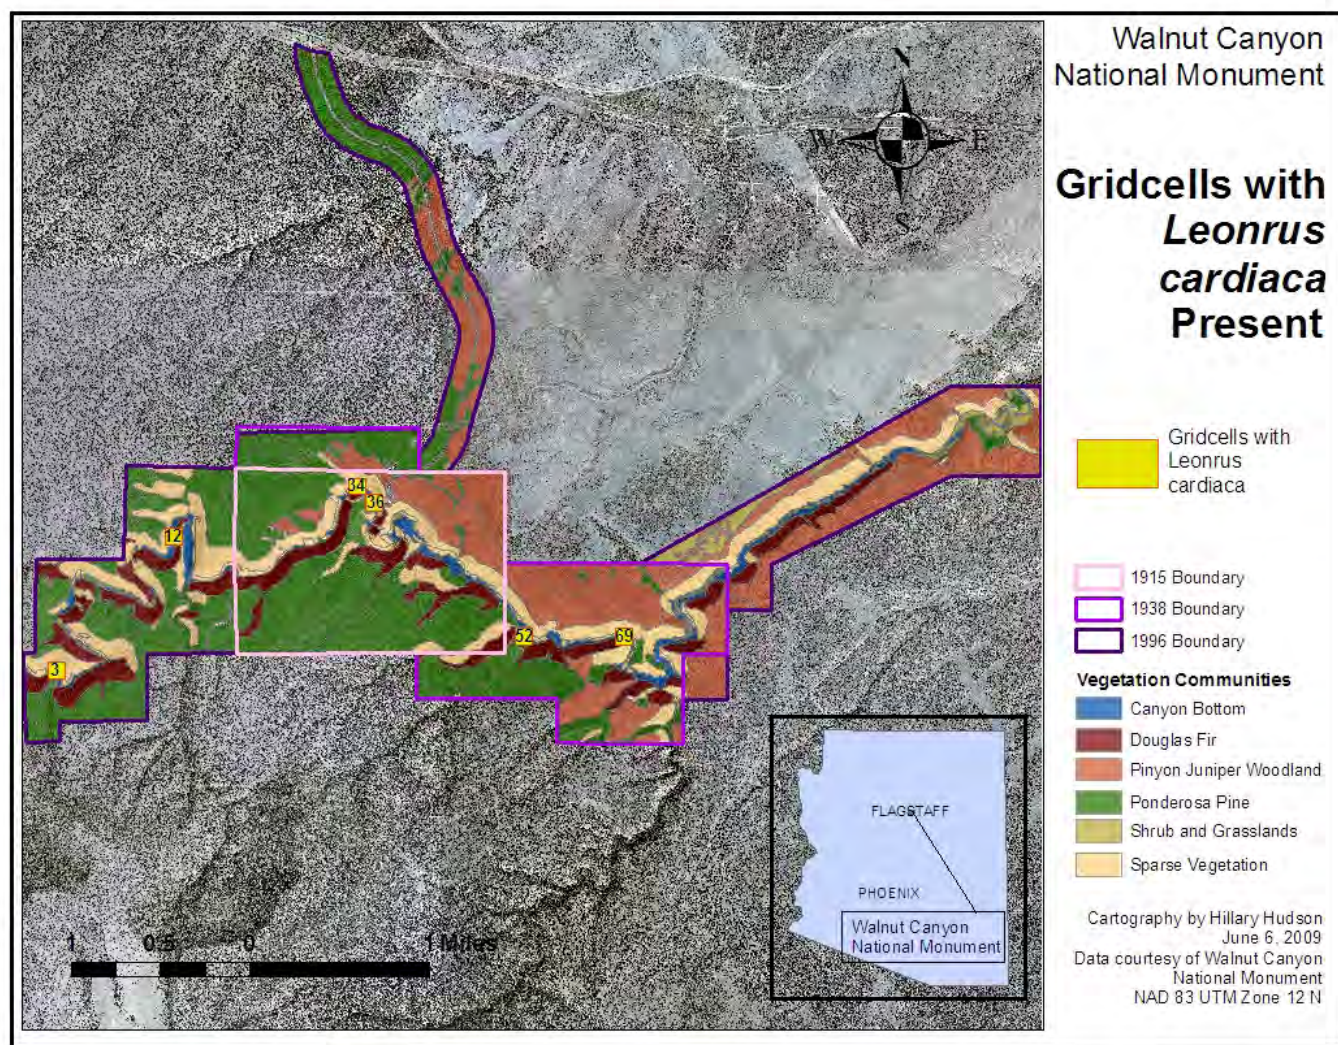 Walnut Canyon
National Monument
N
W
E
S
Gridcells with
Leonrus
cardiaca
Present
Gridcells with
Leonrus
cardiaca
34
36
12
52
69
3
1915 Boundary
1938 Boundary
1996 Boundary
Vegetation Communities
Canyon Bottom
Douglas Fir
Pinyon Juniper Woodland
Ponderosa Pine
Shrub and Grasslands
Sparse Vegetation
FLAGSTAFF
PHOENIX
Walnut Canyon
National Monument
1 0.5 0 1 Miles
Cartography by Hillary Hudson
June 6, 2009
Data courtesy of Walnut Canyon
National Monument
NAD 83 UTM Zone 12 N